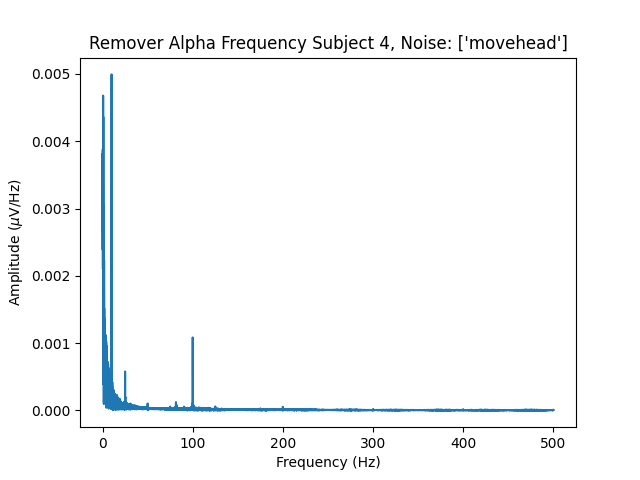 Remover Alpha Frequency Subject 4, Noise: ['movehead']
Amplitude (μV/Hz)
0.005
0.004
0.003
0.002
0.001
0.000
0 100 200 300 400 500
Frequency (Hz)